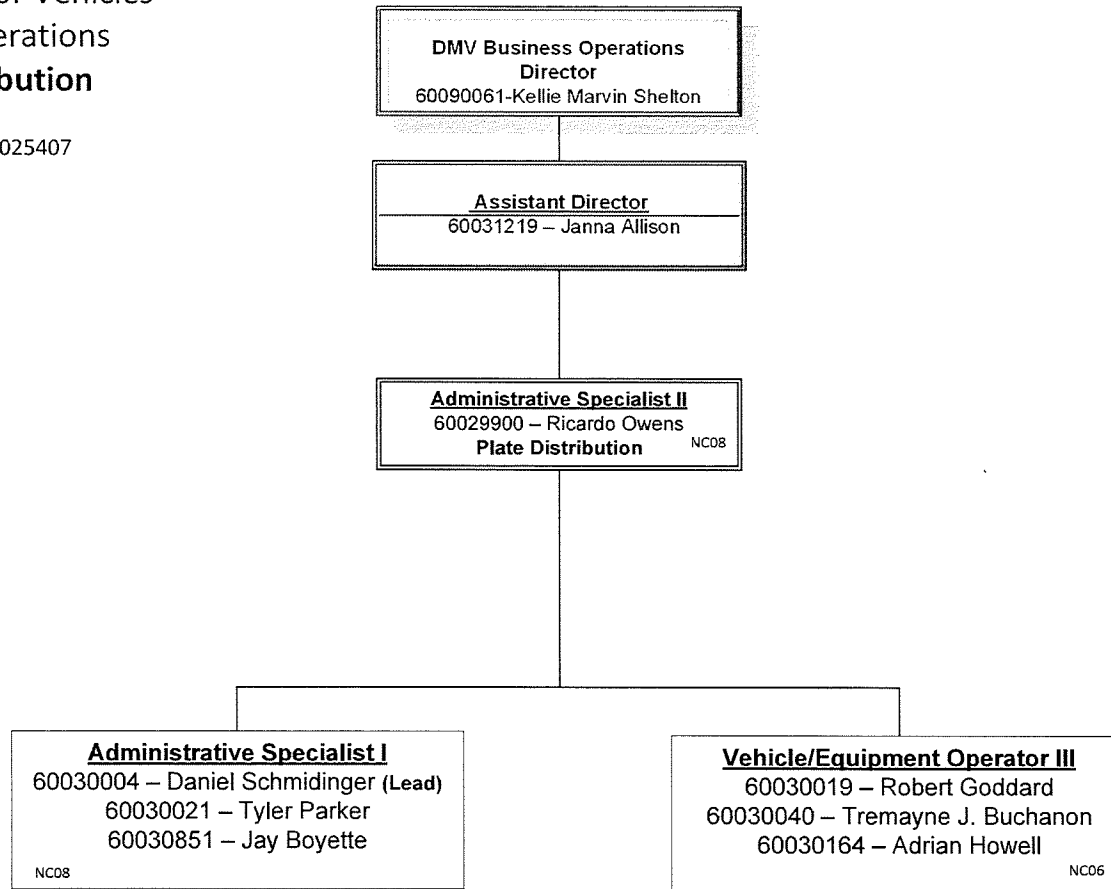 erations
bution
025407
DMV Business Operations
Director
60090061-Kellie Marvin Shelton
Assistant Director
60031219 – Janna Allison
Administrative Specialist II
60029900 – Ricardo Owens
Plate Distribution NC08
Administrative Specialist I
60030004 – Daniel Schmidinger (Lead)
60030021 – Tyler Parker
60030851 – Jay Boyette
NC08
Vehicle/Equipment Operator III
60030019 – Robert Goddard
60030040 – Tremayne J. Buchanon
60030164 – Adrian Howell
NC06